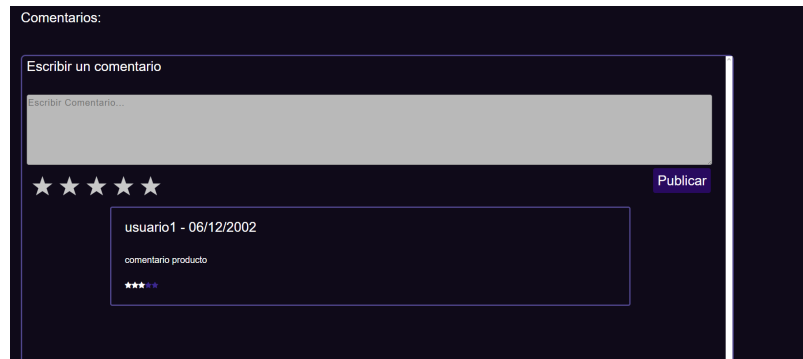 Comentarios:
Escribir un comentario
Escribir Comentario...
Publicar
usuario1 - 06/12/2002
comentario producto